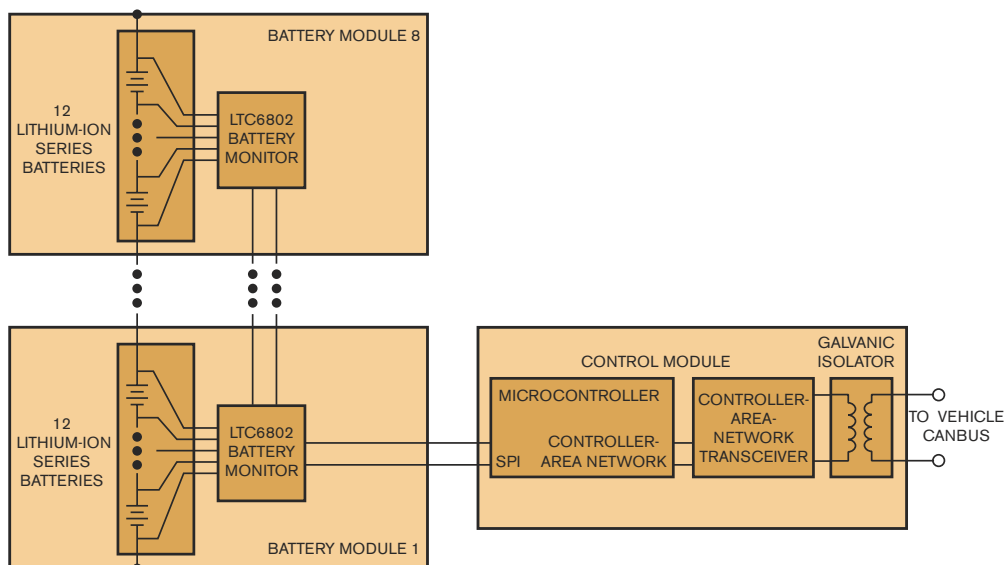 BATTERY MODULE 8
12
LITHIUM-ION
SERIES
BATTERIES
LTC6802
BATTERY
MONITOR
12
LITHIUM-ION
SERIES
BATTERIES
LTC6802
BATTERY
MONITOR
BATTERY MODULE 1
CONTROL MODULE
GALVANIC
ISOLATOR
MICROCONTROLLER
SPI
CONTROLLER-
AREA NETWORK
CONTROLLER-
AREA-
NETWORK
TRANSCEIVER
TO VEHICLE
CANBUS